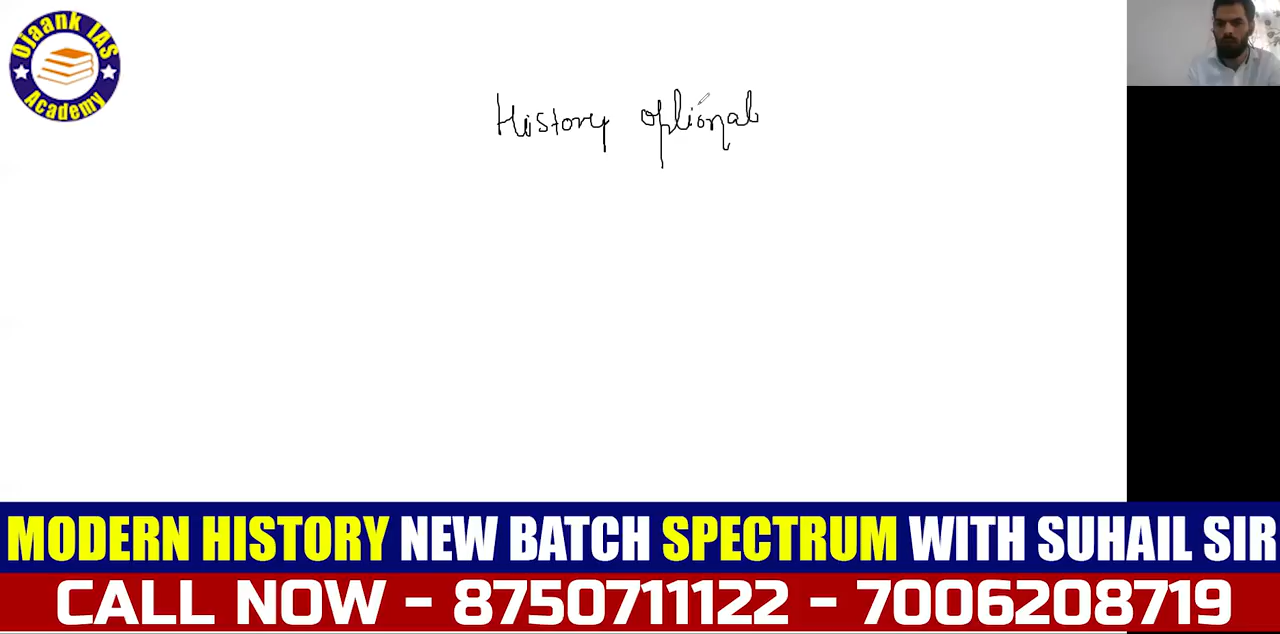 Ojaank IAS
Academy
History optional
MODERN HISTORY NEW BATCH SPECTRUM WITH SUHAIL SIR
CALL NOW - 8750711122 - 7006208719